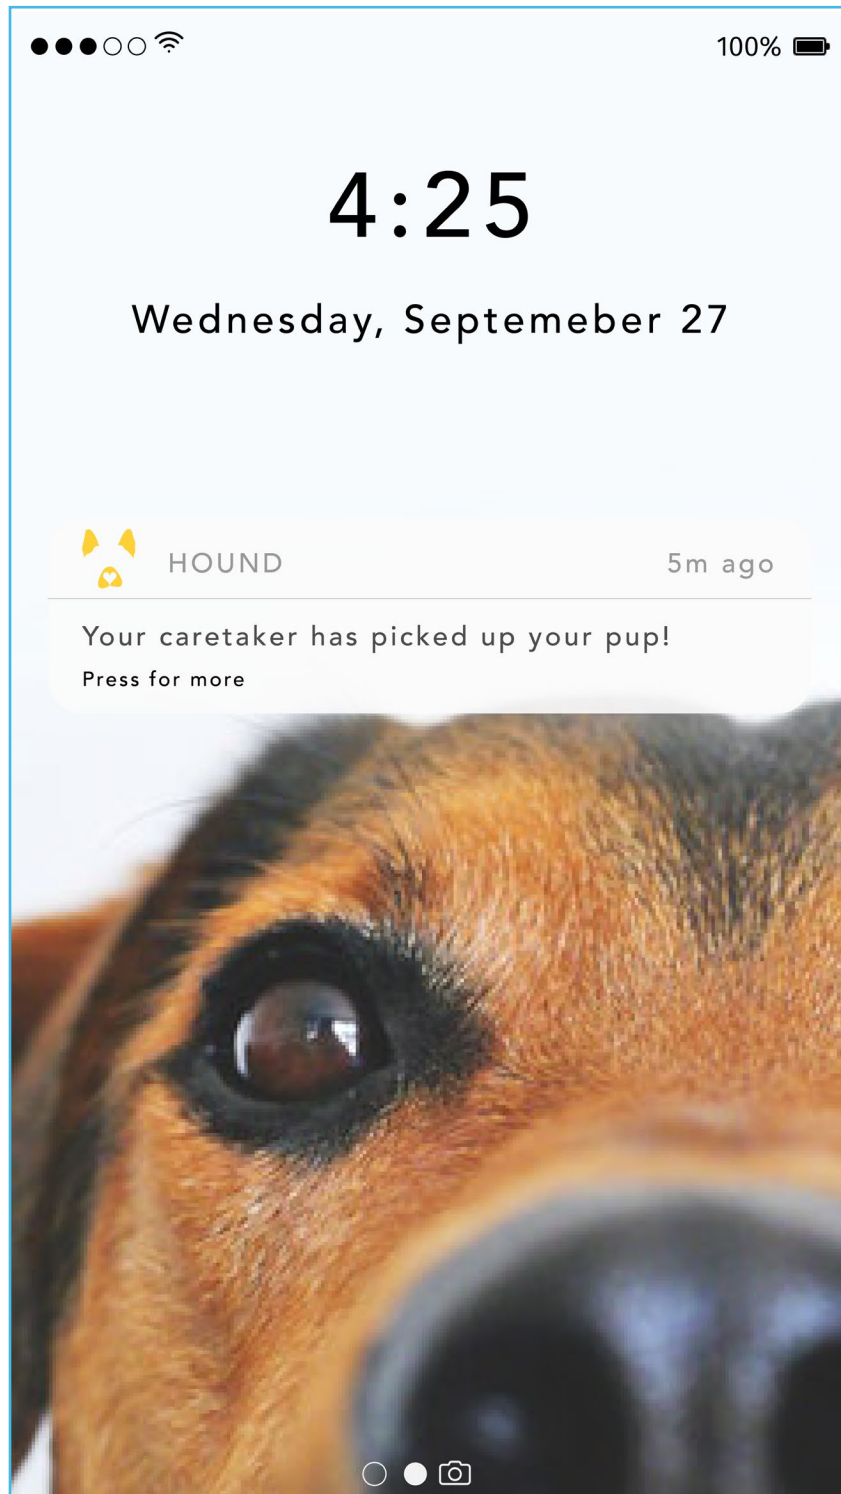 100%
4:25
Wednesday, Septemeber 27
HOUND 5m ago
Your caretaker has picked up your pup!
Press for more